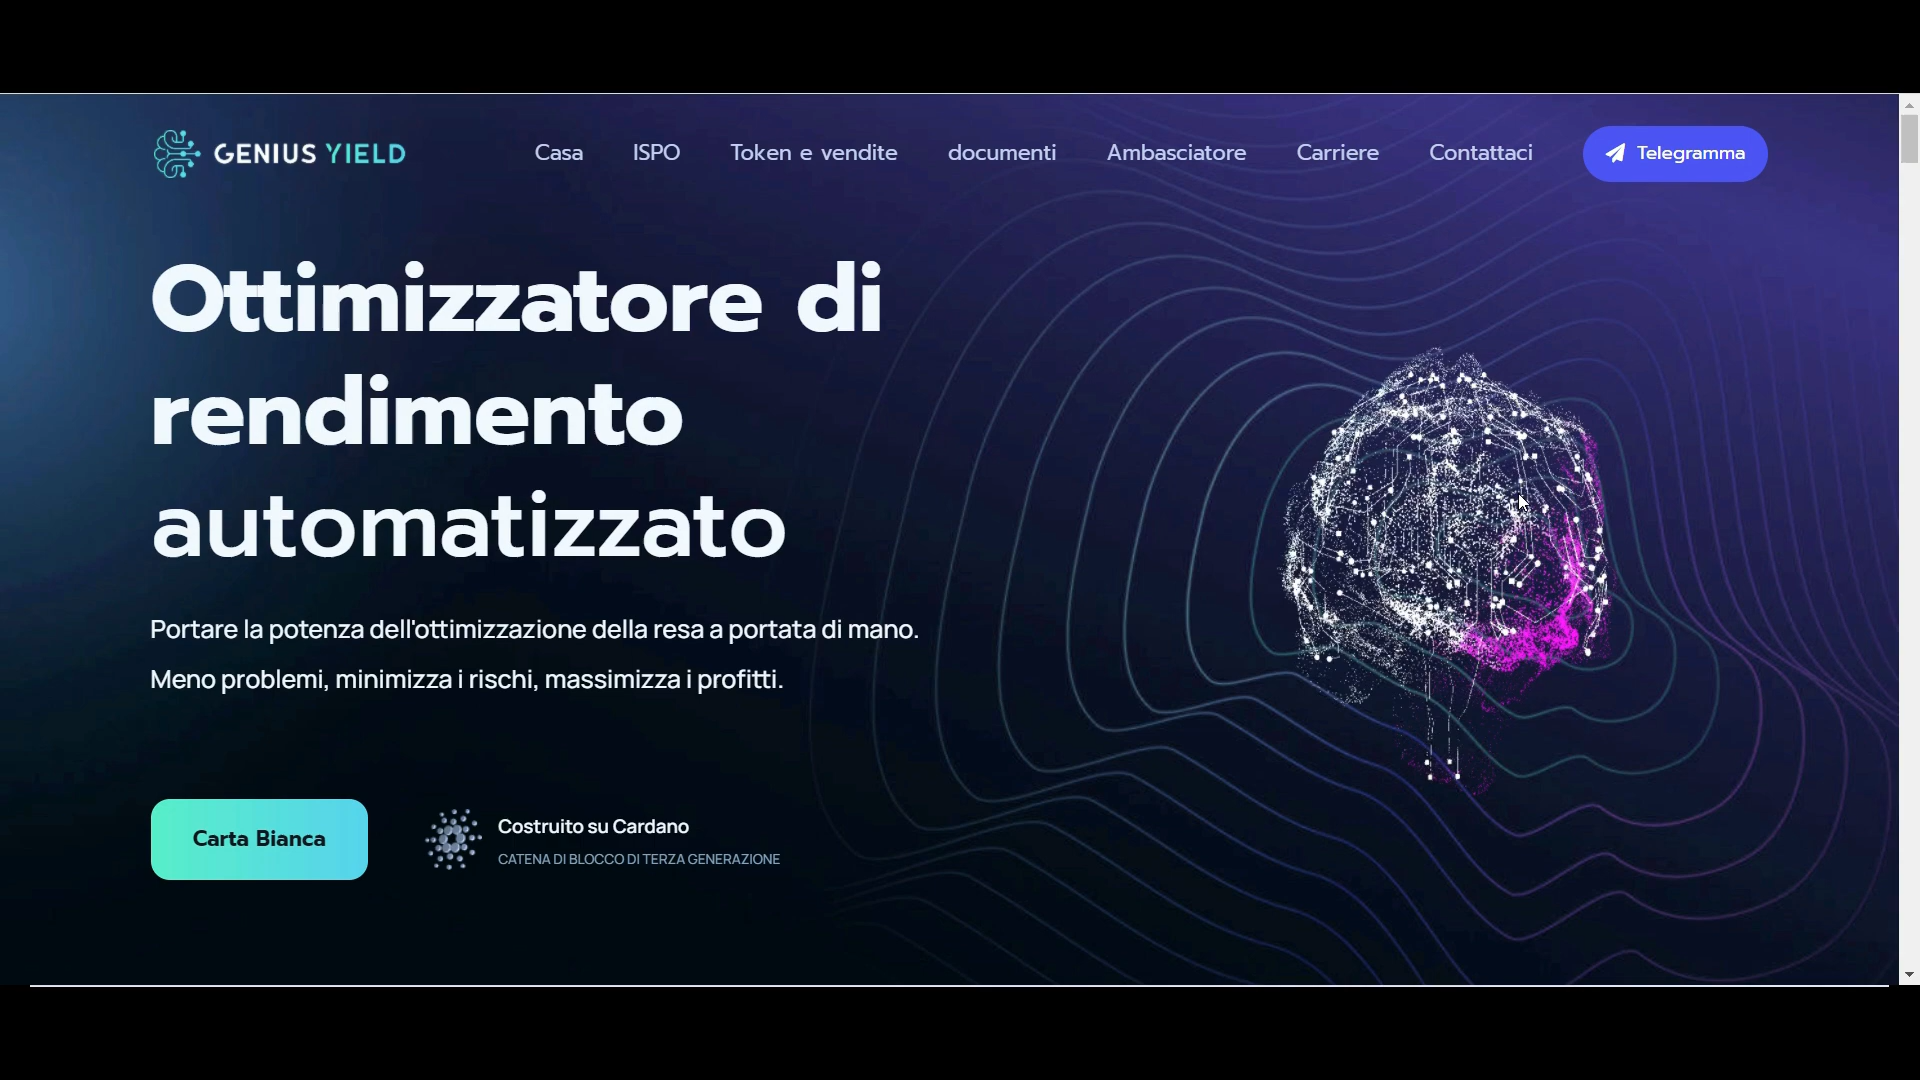 GENIUS YIELD
Casa
ISPO
Token e vendite
documenti
Ambasciatore
Carriere
Contattaci
Telegramma
Ottimizzatore di
rendimento
automatizzato
Portare la potenza dell'ottimizzazione della resa a portata di mano.
Meno problemi, minimizza i rischi, massimizza i profitti.
Carta Bianca
Costruito su Cardano
CATENA DI BLOCCO DI TERZA GENERAZIONE